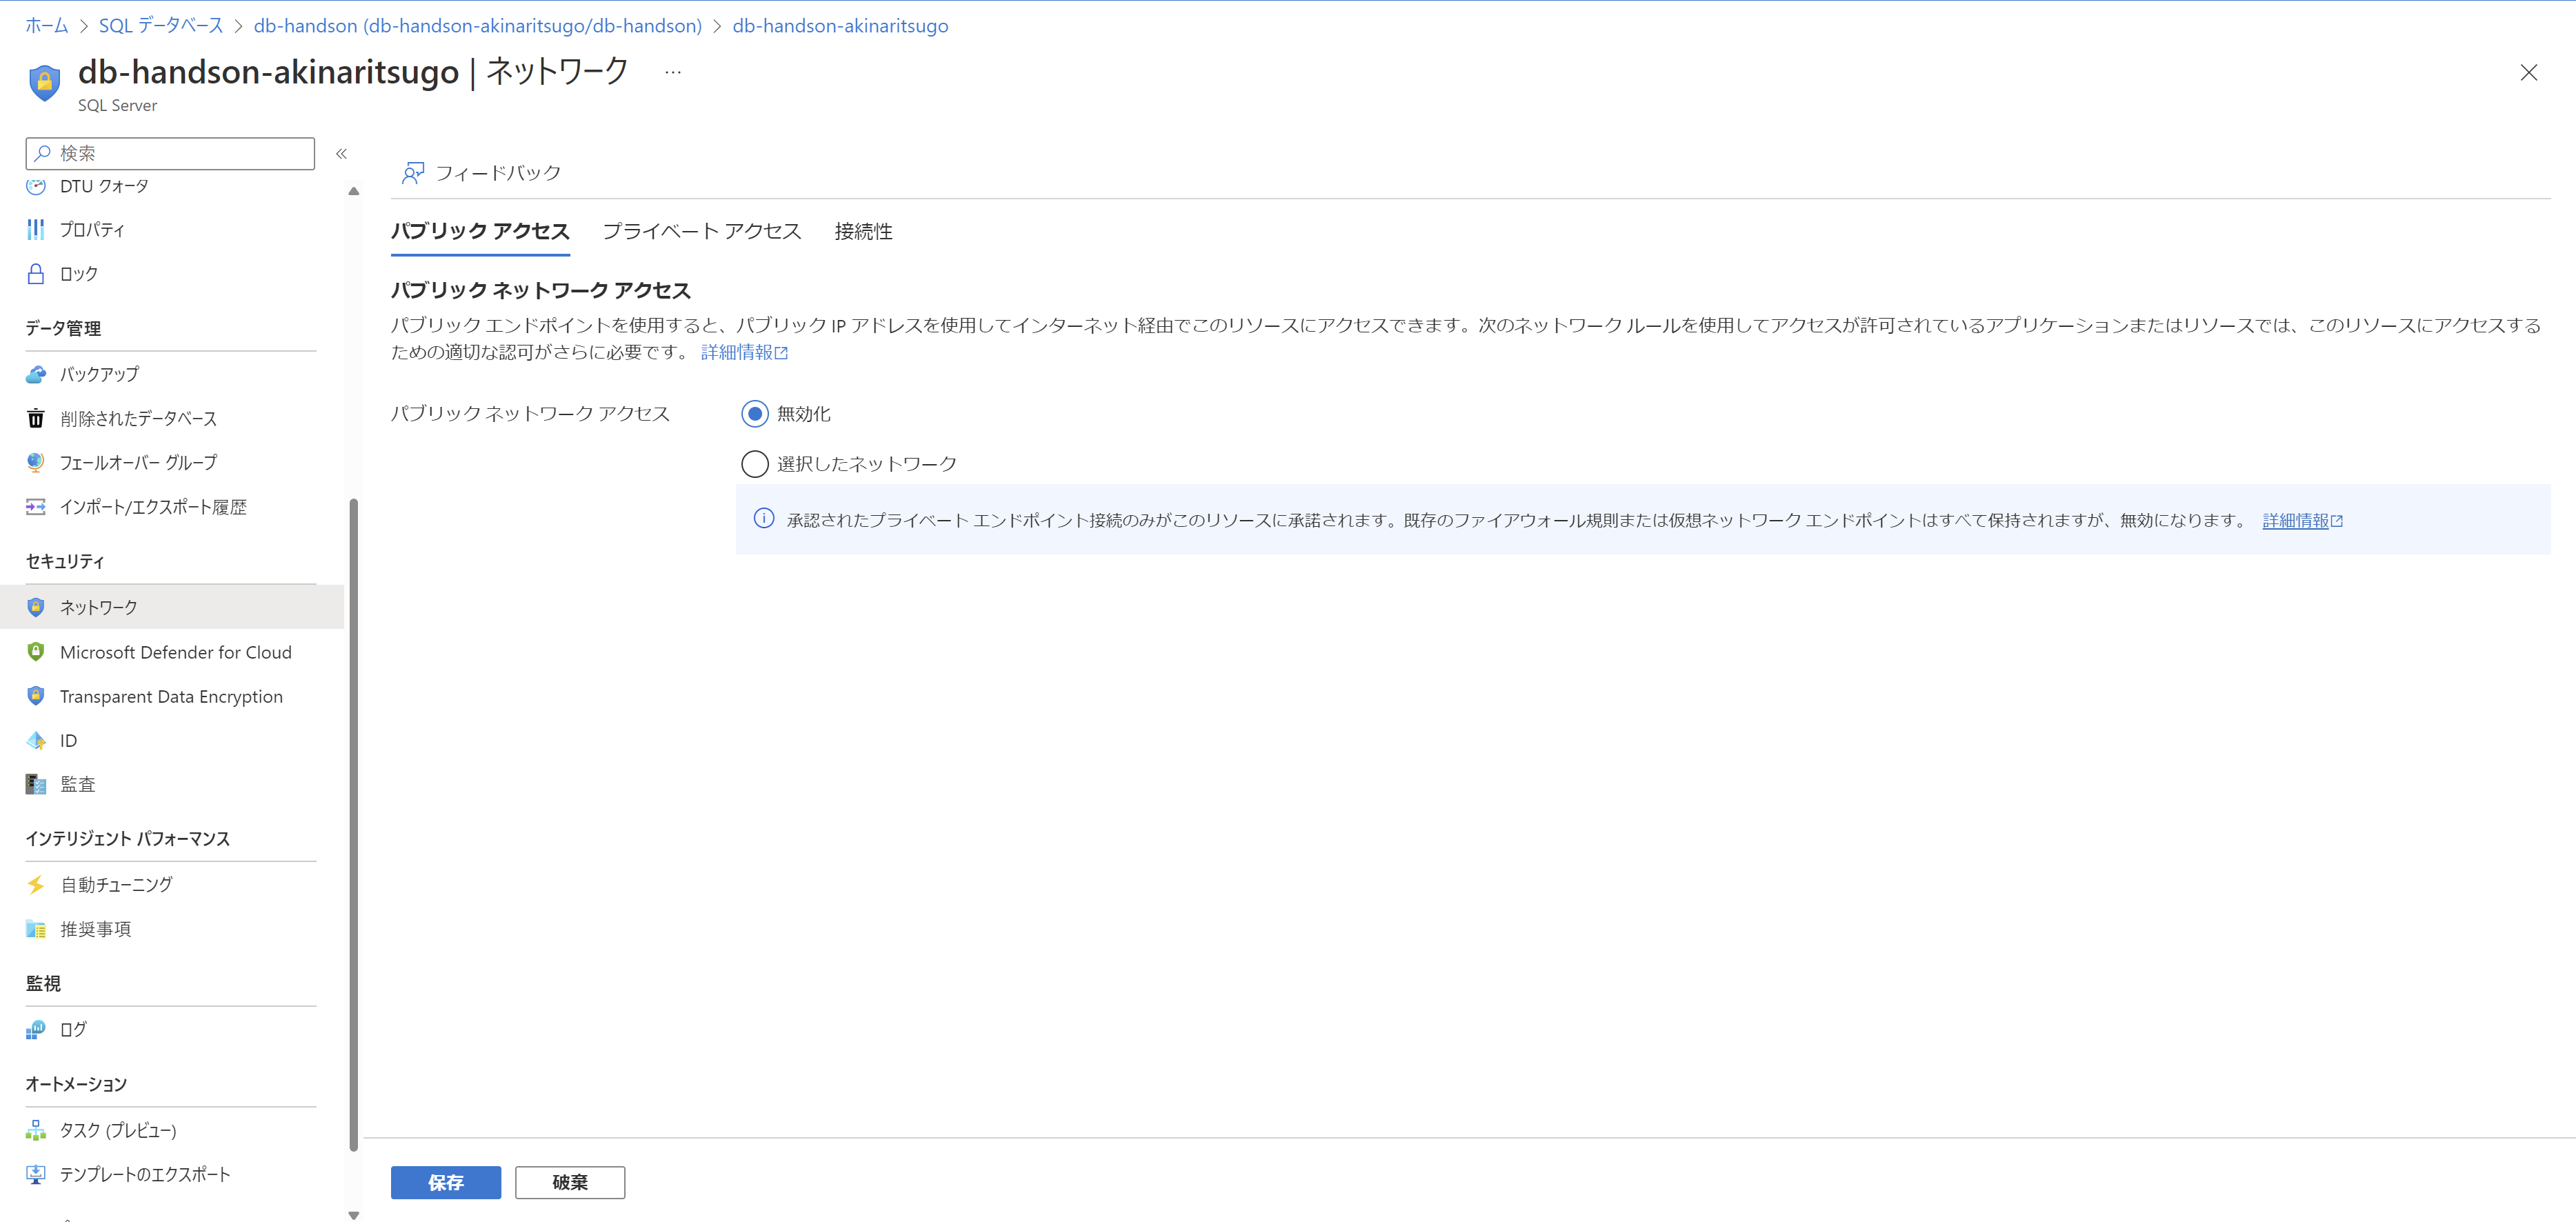 ホーム > SQL データベース > db-handson (db-handson-akinaritsugo/db-handson) > db-handson-akinaritsugo
db-handson-akinaritsugo | ネットワーク ...
SQL Server
検索 «
DTU クォータ
プロパティ
ロック
データ管理
バックアップ
削除されたデータベース
フェールオーバー グループ
インポート/エクスポート履歴
セキュリティ
ネットワーク
Microsoft Defender for Cloud
Transparent Data Encryption
ID
監査
インテリジェント パフォーマンス
自動チューニング
推奨事項
監視
ログ
オートメーション
タスク (プレビュー)
テンプレートのエクスポート
フィードバック
パブリック アクセス プライベート アクセス 接続性
パブリック ネットワーク アクセス
パブリック エンドポイントを使用すると、パブリック IP アドレスを使用してインターネット経由でこのリソースにアクセスできます。次のネットワーク ルールを使用してアクセスが許可されているアプリケーションまたはリソースでは、このリソースにアクセスする
ための適切な認可がさらに必要です。 詳細情報
パブリック ネットワーク アクセス 無効化
選択したネットワーク
承認されたプライベート エンドポイント接続のみがこのリソースに承諾されます。既存のファイアウォール規則または仮想ネットワーク エンドポイントはすべて保持されますが、無効になります。 詳細情報
保存 破棄